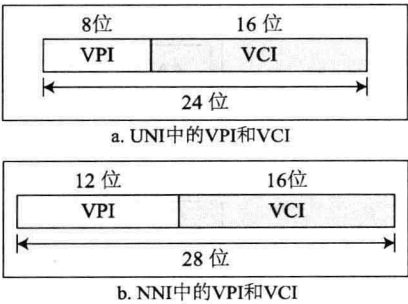 8位 16 位
VPI VCI
24 位
a. UNI中的VPI和VCI
12 位 16位
VPI VCI
28 位
b. NNI中的VPI和VCI